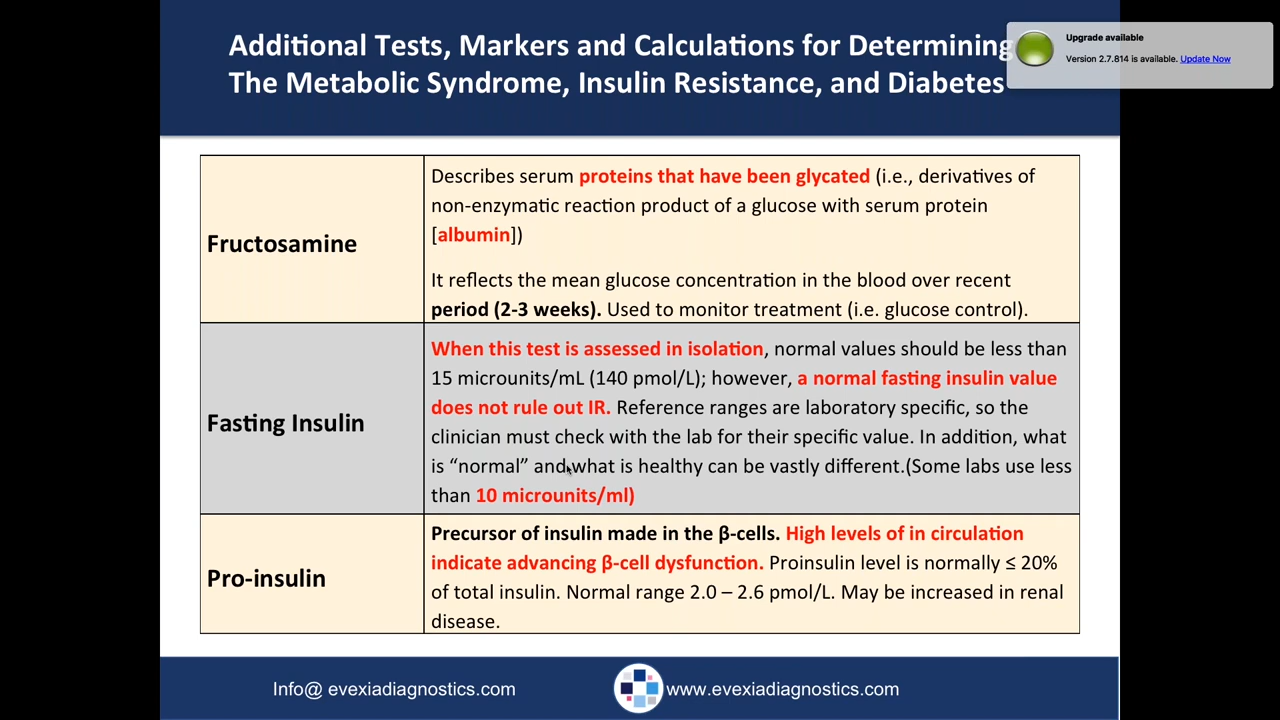 Additional Tests, Markers and Calculations for Determining
The Metabolic Syndrome, Insulin Resistance, and Diabetes
Upgrade available
Version 2.7.814 is available. Update Now
Fructosamine
Describes serum proteins that have been glycated (i.e., derivatives of
non-enzymatic reaction product of a glucose with serum protein
[albumin])
It reflects the mean glucose concentration in the blood over recent
period (2-3 weeks). Used to monitor treatment (i.e. glucose control).
Fasting Insulin
When this test is assessed in isolation, normal values should be less than
15 microunits/mL (140 pmol/L); however, a normal fasting insulin value
does not rule out IR. Reference ranges are laboratory specific, so the
clinician must check with the lab for their specific value. In addition, what
is “normal” and what is healthy can be vastly different.(Some labs use less
than 10 microunits/ml)
Pro-insulin
Precursor of insulin made in the β-cells. High levels of in circulation
indicate advancing β-cell dysfunction. Proinsulin level is normally ≤ 20%
of total insulin. Normal range 2.0 – 2.6 pmol/L. May be increased in renal
disease.
Info@ evexiadiagnostics.com
www.evexiadiagnostics.com